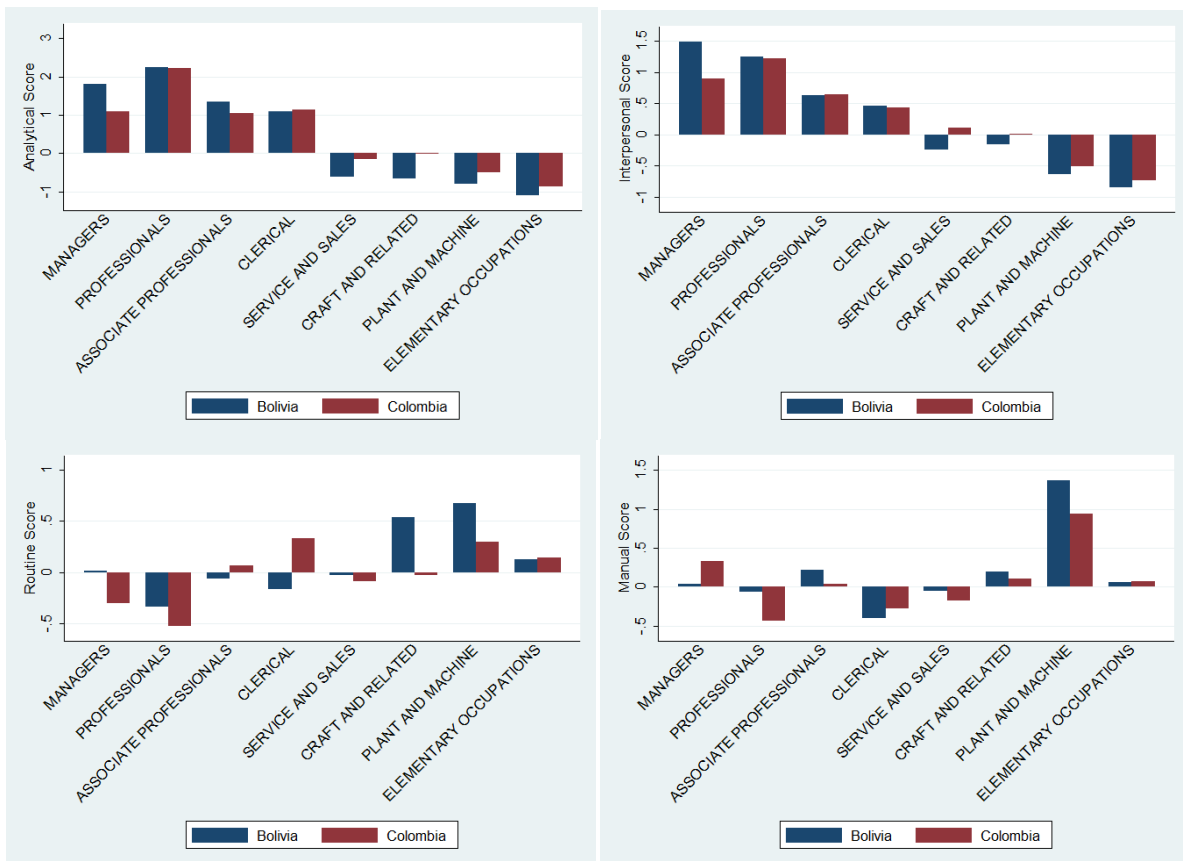 Analytical Score
3
2
1
0
-1
MANAGERS
PROFESSIONALS
ASSOCIATE PROFESSIONALS
CLERICAL
SERVICE AND SALES
CRAFT AND RELATED
PLANT AND MACHINE
ELEMENTARY OCCUPATIONS
Bolivia Colombia
Interpersonal Score
1.5
1
.5
0
-.5
-1
MANAGERS
PROFESSIONALS
ASSOCIATE PROFESSIONALS
CLERICAL
SERVICE AND SALES
CRAFT AND RELATED
PLANT AND MACHINE
ELEMENTARY OCCUPATIONS
Bolivia Colombia
Routine Score
1
.5
0
-.5
MANAGERS
PROFESSIONALS
ASSOCIATE PROFESSIONALS
CLERICAL
SERVICE AND SALES
CRAFT AND RELATED
PLANT AND MACHINE
ELEMENTARY OCCUPATIONS
Bolivia Colombia
Manual Score
1.5
1
.5
0
-.5
MANAGERS
PROFESSIONALS
ASSOCIATE PROFESSIONALS
CLERICAL
SERVICE AND SALES
CRAFT AND RELATED
PLANT AND MACHINE
ELEMENTARY OCCUPATIONS
Bolivia Colombia